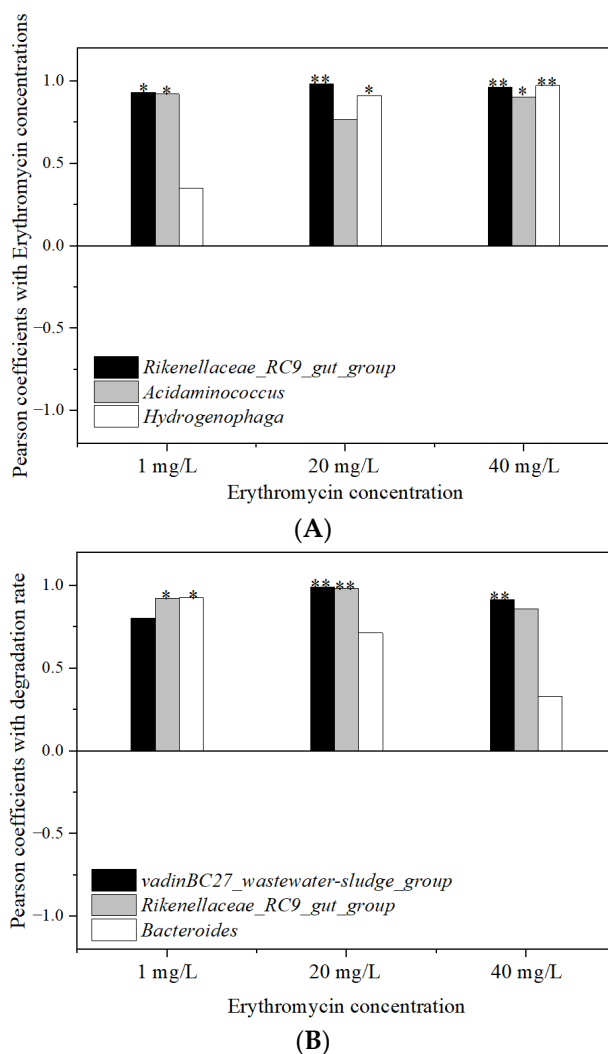 Pearson coefficients with Erythromycin concentrations
1.0
0.5
0.0
−0.5
−1.0
* *
** *
** * **
Rikenellaceae_RC9_gut_group
Acidaminococcus
Hydrogenophaga
1 mg/L 20 mg/L 40 mg/L
Erythromycin concentration
(A)
Pearson coefficients with degradation rate
1.0
0.5
0.0
−0.5
−1.0
* *
** **
**
vadinBC27_wastewater-sludge_group
Rikenellaceae_RC9_gut_group
Bacteroides
1 mg/L 20 mg/L 40 mg/L
Erythromycin concentration
(B)